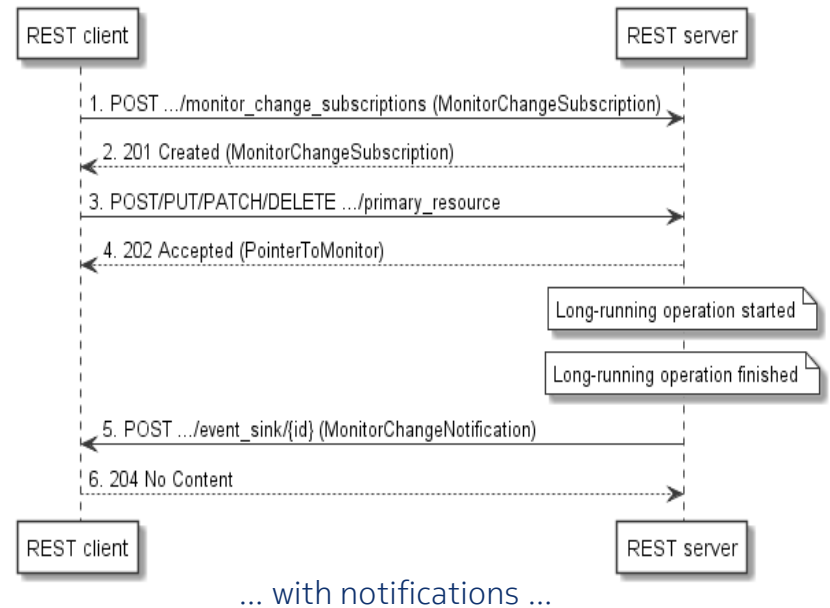 REST client
REST server
1. POST .../monitor_change_subscriptions (MonitorChangeSubscription)
2. 201 Created (MonitorChangeSubscription)
3. POST/PUT/PATCH/DELETE .../primary_resource
4. 202 Accepted (PointerToMonitor)
Long-running operation started
Long-running operation finished
5. POST .../event_sink/{id} (MonitorChangeNotification)
6. 204 No Content
REST client
REST server
... with notifications ...